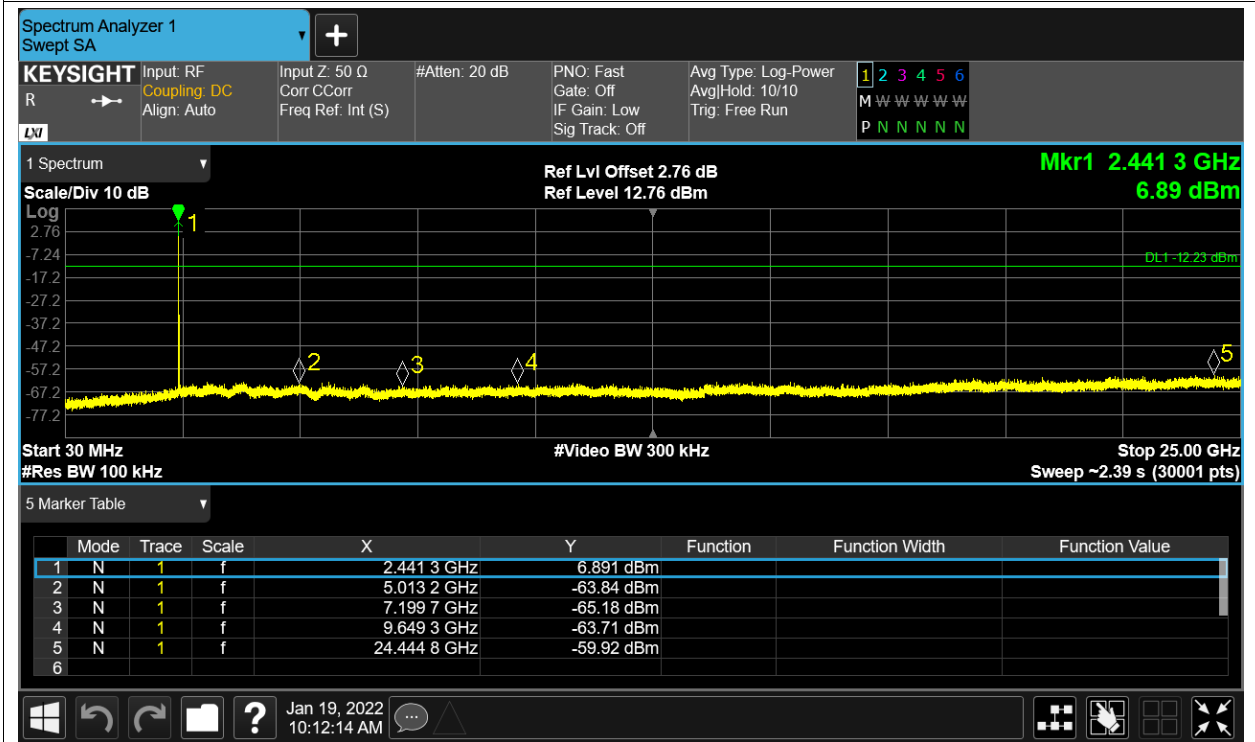 Spectrum Analyzer 1
Swept SA
+
KEYSIGHT Input: RF Input Z: 50 Ω #Atten: 20 dB PNO: Fast Avg Type: Log-Power 1 2 3 4 5 6
R Coupling: DC Corr CCorr Gate: Off Avg|Hold: 10/10 M W W W W W
Align: Auto Freq Ref: Int (S) IF Gain: Low Trig: Free Run
LXI Sig Track: Off P N N N N N
1 Spectrum Ref Lvl Offset 2.76 dB Mkr1 2.441 3 GHz
Scale/Div 10 dB Ref Level 12.76 dBm 6.89 dBm
Log
1
2.76
-7.24
DL1 -12.23 dBm
-17.2
-27.2
-37.2
-47.2
2 3 4 5
-57.2
-67.2
-77.2
Start 30 MHz #Video BW 300 kHz Stop 25.00 GHz
#Res BW 100 kHz Sweep ~2.39 s (30001 pts)
5 Marker Table
Mode Trace Scale X Y Function Function Width Function Value
1 N 1 f 2.441 3 GHz 6.891 dBm
2 N 1 f 5.013 2 GHz -63.84 dBm
3 N 1 f 7.199 7 GHz -65.18 dBm
4 N 1 f 9.649 3 GHz -63.71 dBm
5 N 1 f 24.444 8 GHz -59.92 dBm
6
? Jan 19, 2022
10:12:14 AM